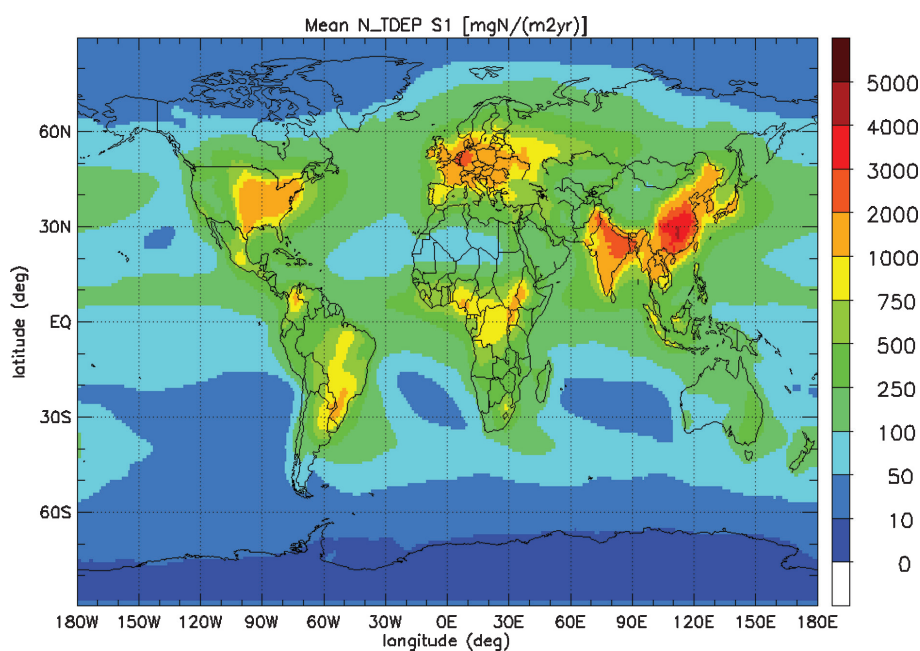 Mean N_TDEP S1 [mgN/(m2yr)]
60N
30N
EQ
30S
60S
latitude (deg)
180W 150W 120W 90W 60W 30W 0E 30E 60E 90E 120E 150E 180E
longitude (deg)
5000
4000
3000
2000
1000
750
500
250
100
50
10
0